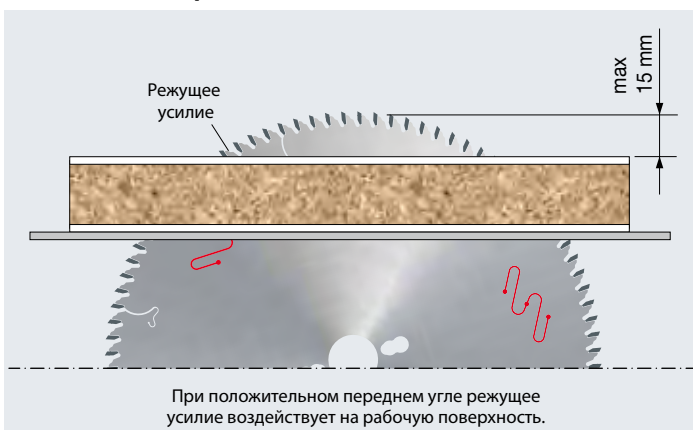 max
15 mm
Режущее
усилие
При положительном переднем угле режущее
усилие воздействует на рабочую поверхность.